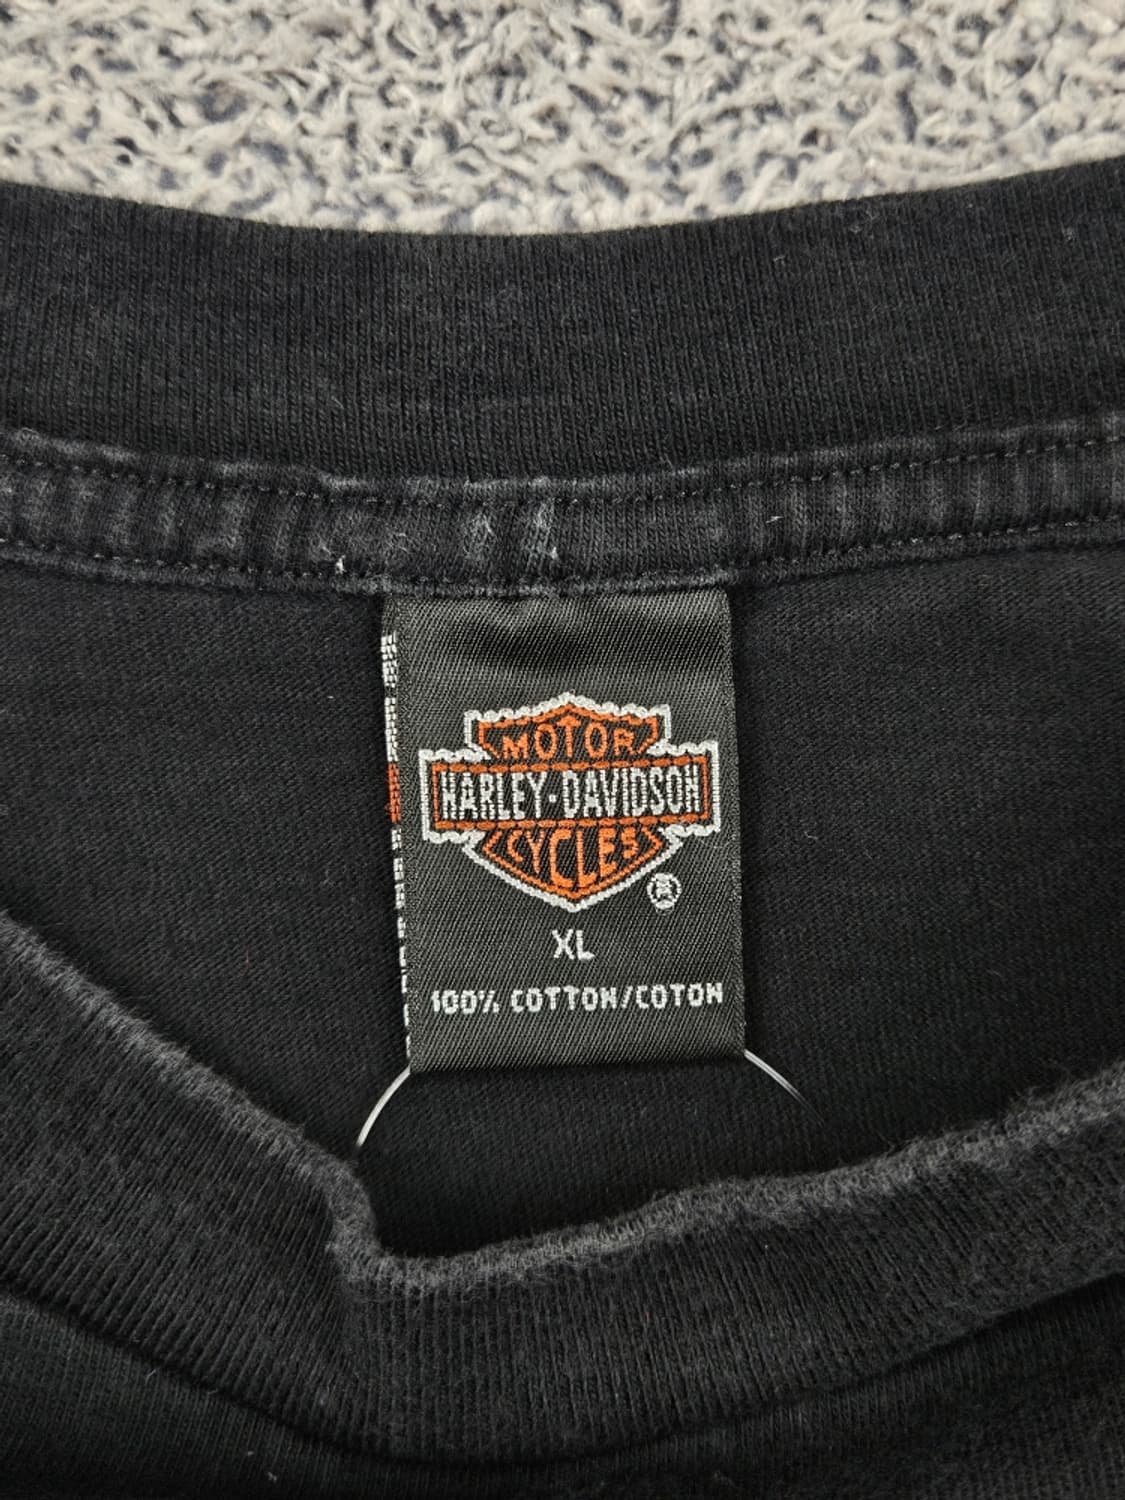 MOTOR
HARLEY-DAVIDSON
CYCLES
®
XL
100% COTTON/COTON